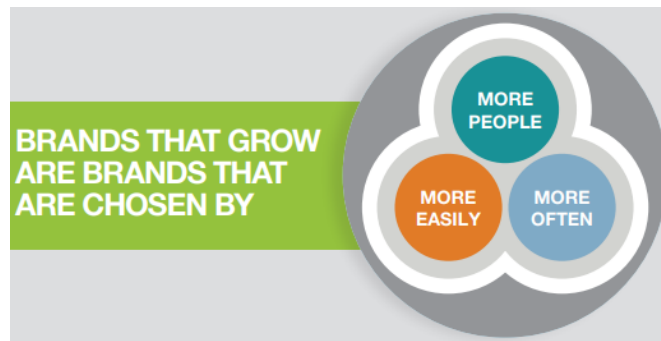 BRANDS THAT GROW
ARE BRANDS THAT
ARE CHOSEN BY
MORE
PEOPLE
MORE
EASILY
MORE
OFTEN